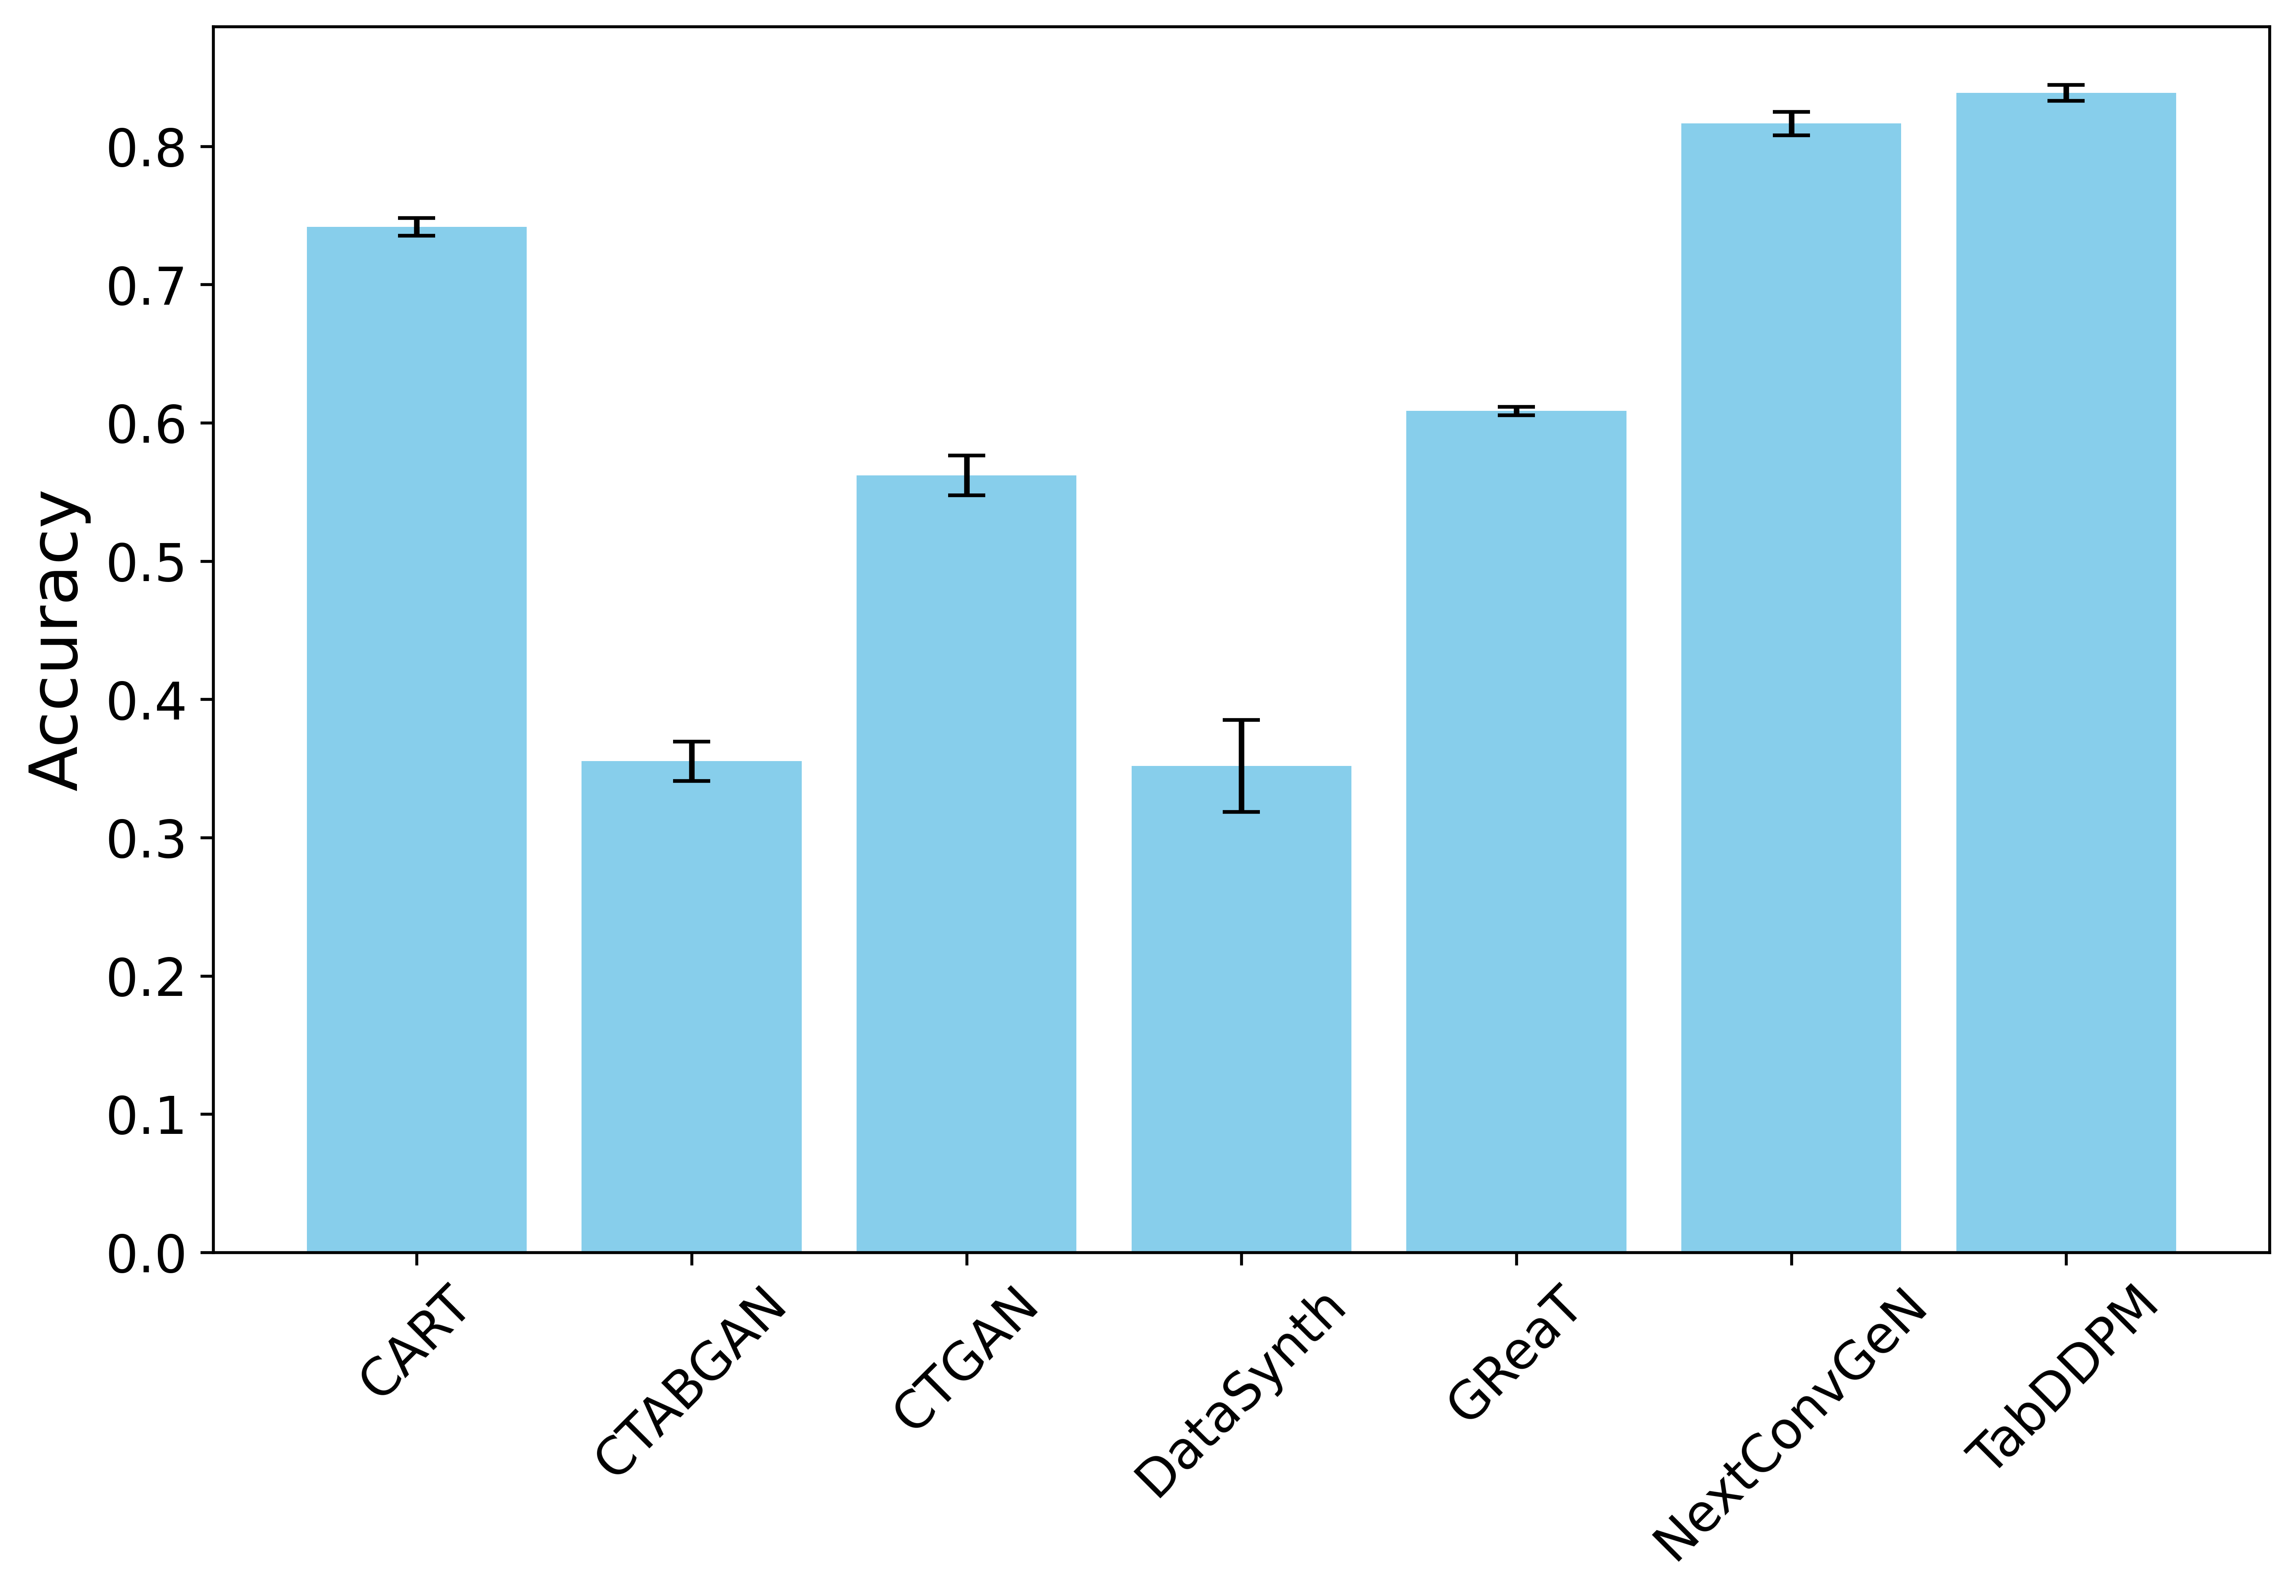 Accuracy
0.8
0.7
0.6
0.5
0.4
0.3
0.2
0.1
0.0
CART
CTABGAN
CTGAN
DataSynth
GReaT
NextConvGeN
TabDDPM